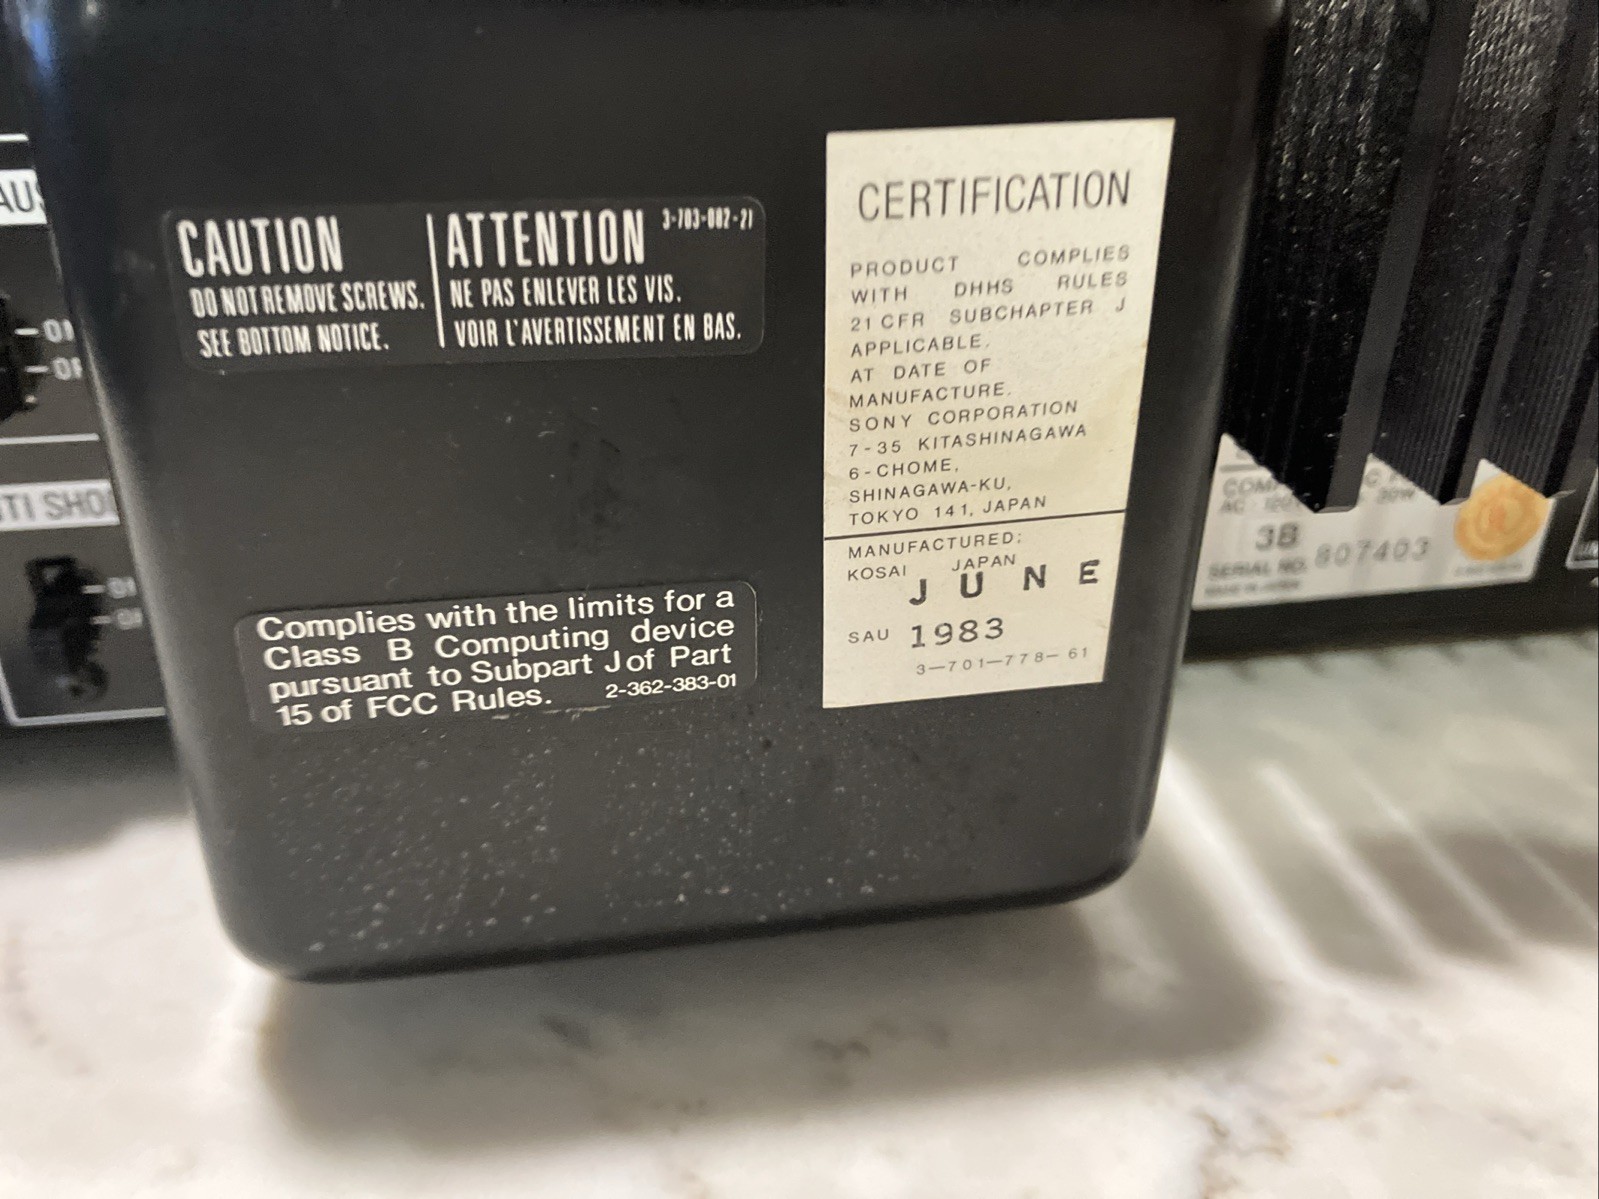 CAUTION
DO NOT REMOVE SCREWS.
SEE BOTTOM NOTICE.
ATTENTION 3-703-082-21
NE PAS ENLEVER LES VIS.
VOIR L'AVERTISSEMENT EN BAS.
Complies with the limits for a
Class B Computing device
pursuant to Subpart J of Part
15 of FCC Rules. 2-362-383-01
CERTIFICATION
PRODUCT COMPLIES
WITH DHHS RULES
21 CFR SUBCHAPTER J
APPLICABLE,
AT DATE OF
MANUFACTURE.
SONY CORPORATION
7-35 KITASHINAGAWA
6-CHOME,
SHINAGAWA-KU,
TOKYO 141, JAPAN
MANUFACTURED:
KOSAI JAPAN
JUNE
SAU 1983
3-701-778-61
AC 30W
3B
SERIAL NO. 807403